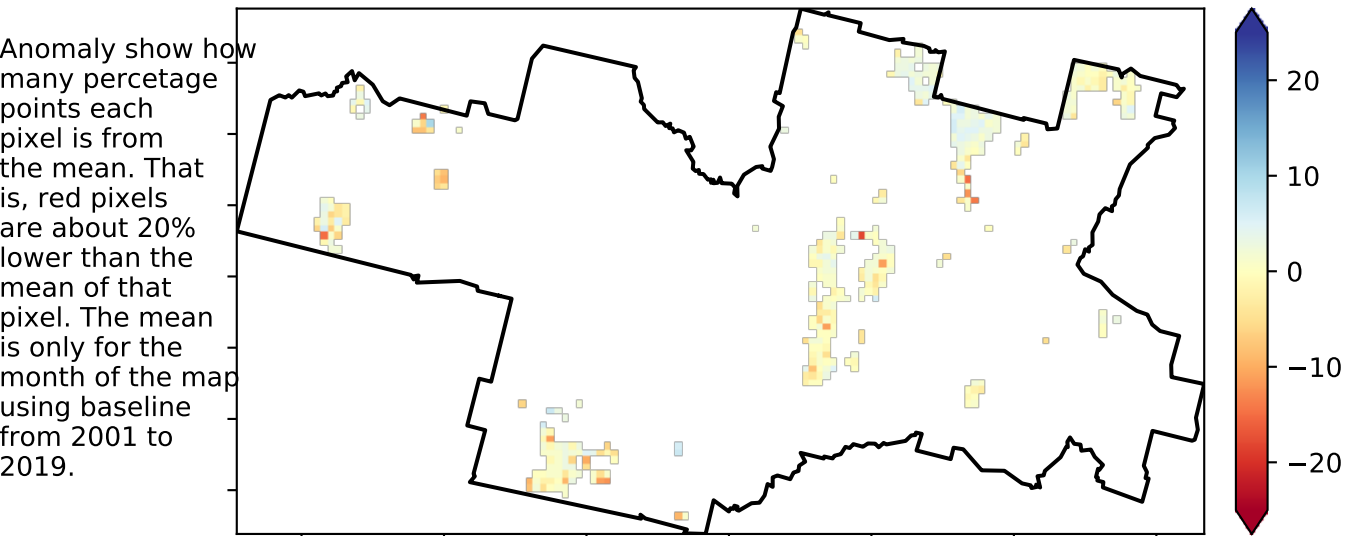 Anomaly show how
many percetage
points each
pixel is from
the mean. That
is, red pixels
are about 20%
lower than the
mean of that
pixel. The mean
is only for the
month of the map
using baseline
from 2001 to
2019.
20
10
0
−10
−20